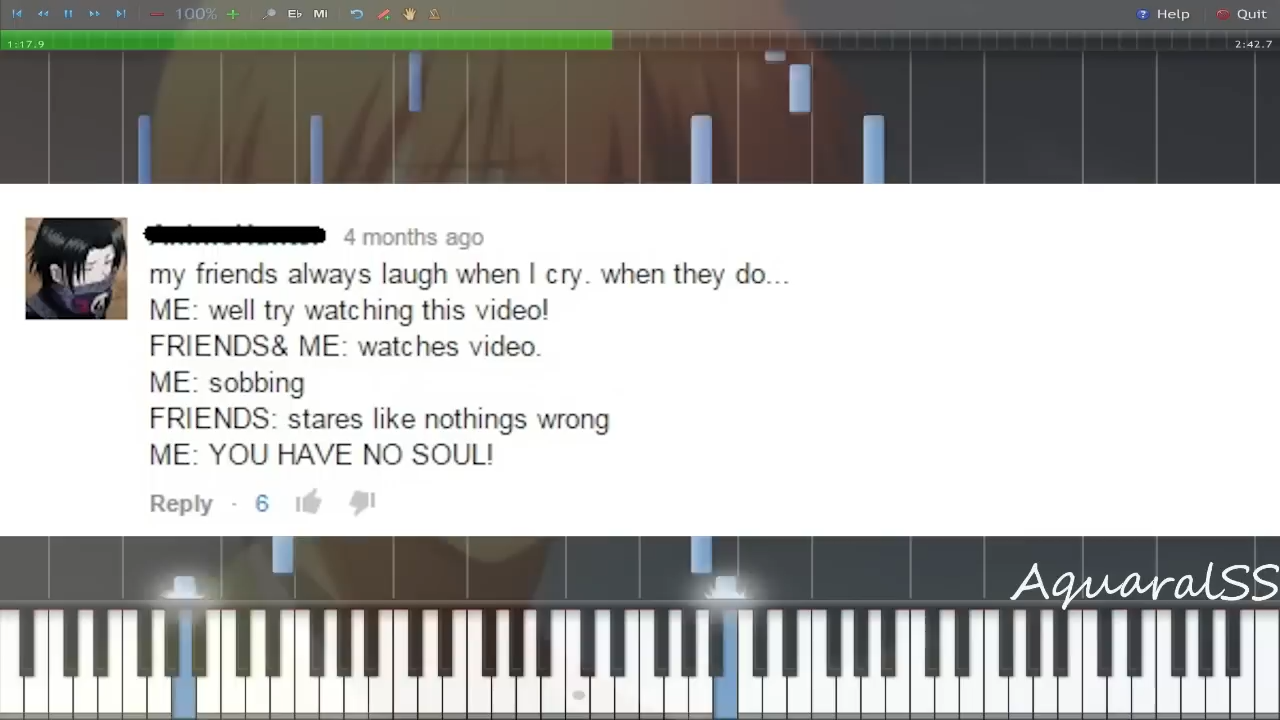 100% Eb Mi Help Quit
1:17.9 2:42.7
4 months ago
my friends always laugh when I cry. when they do...
ME: well try watching this video!
FRIENDS& ME: watches video.
ME: sobbing
FRIENDS: stares like nothings wrong
ME: YOU HAVE NO SOUL!
Reply · 6
AquaralSS